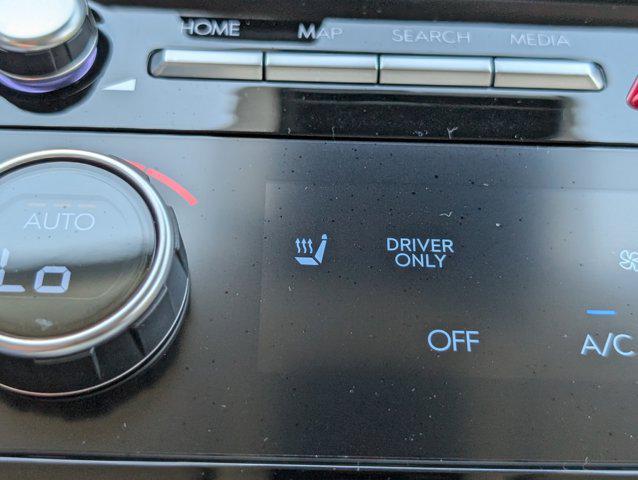 HOME MAP SEARCH MEDIA
AUTO
Lo
DRIVER
ONLY
OFF
A/C